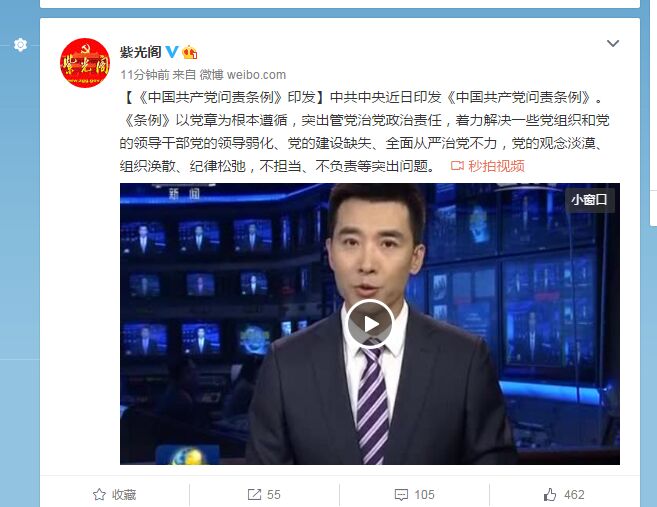 紫光阁
紫光阁
11分钟前 来自 微博 weibo.com
【《中国共产党问责条例》印发】中共中央近日印发《中国共产党问责条例》。
《条例》以党章为根本遵循，突出管党治党政治责任，着力解决一些党组织和党
的领导干部党的领导弱化、党的建设缺失、全面从严治党不力，党的观念淡漠、
组织涣散、纪律松弛，不担当、不负责等突出问题。 秒拍视频
新闻
小窗口
收藏
55
105
462